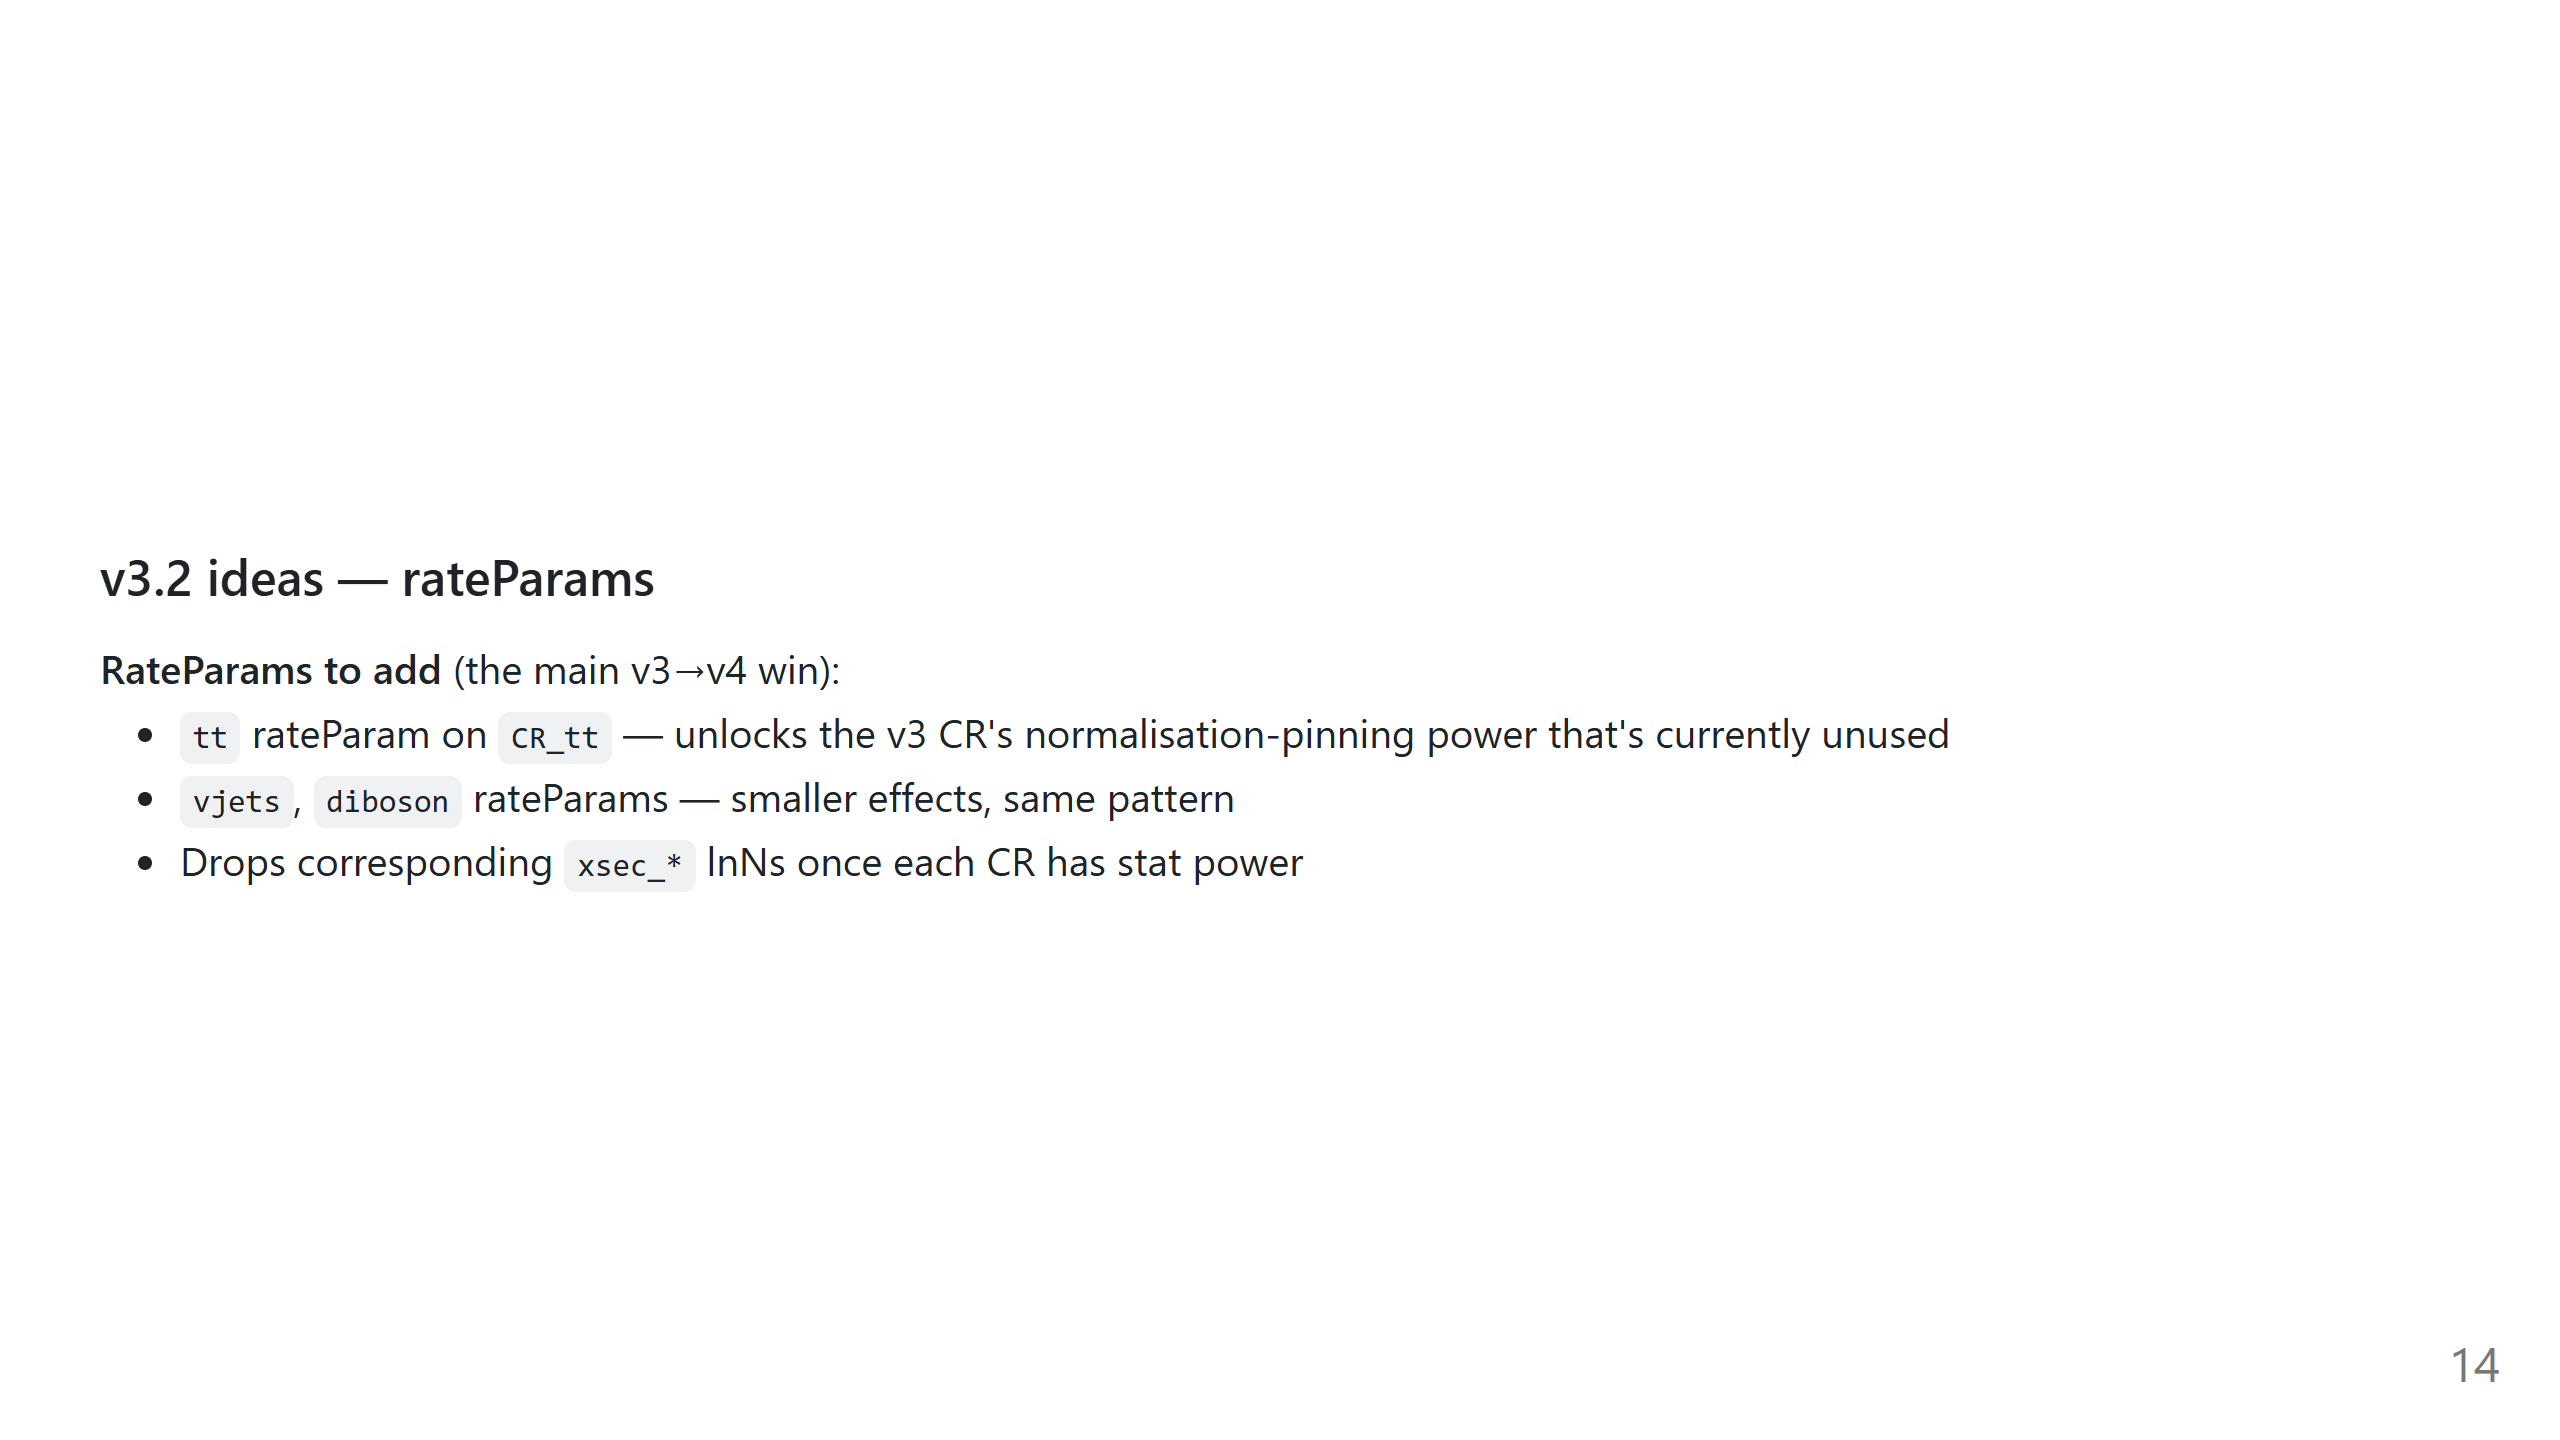 v3.2 ideas — rateParams
RateParams to add (the main v3→v4 win):
• tt rateParam on CR_tt — unlocks the v3 CR's normalisation-pinning power that's currently unused
• vjets, diboson rateParams — smaller effects, same pattern
• Drops corresponding xsec_* lnNs once each CR has stat power
14